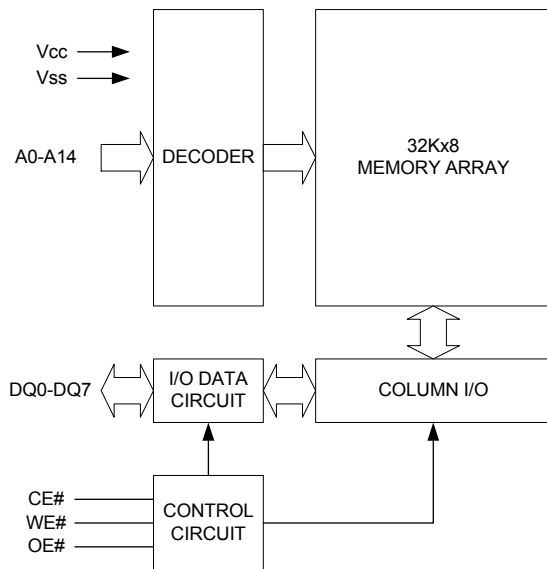 Vcc
Vss
A0-A14
DECODER
32Kx8
MEMORY ARRAY
DQ0-DQ7
I/O DATA
CIRCUIT
COLUMN I/O
CE#
WE#
OE#
CONTROL
CIRCUIT